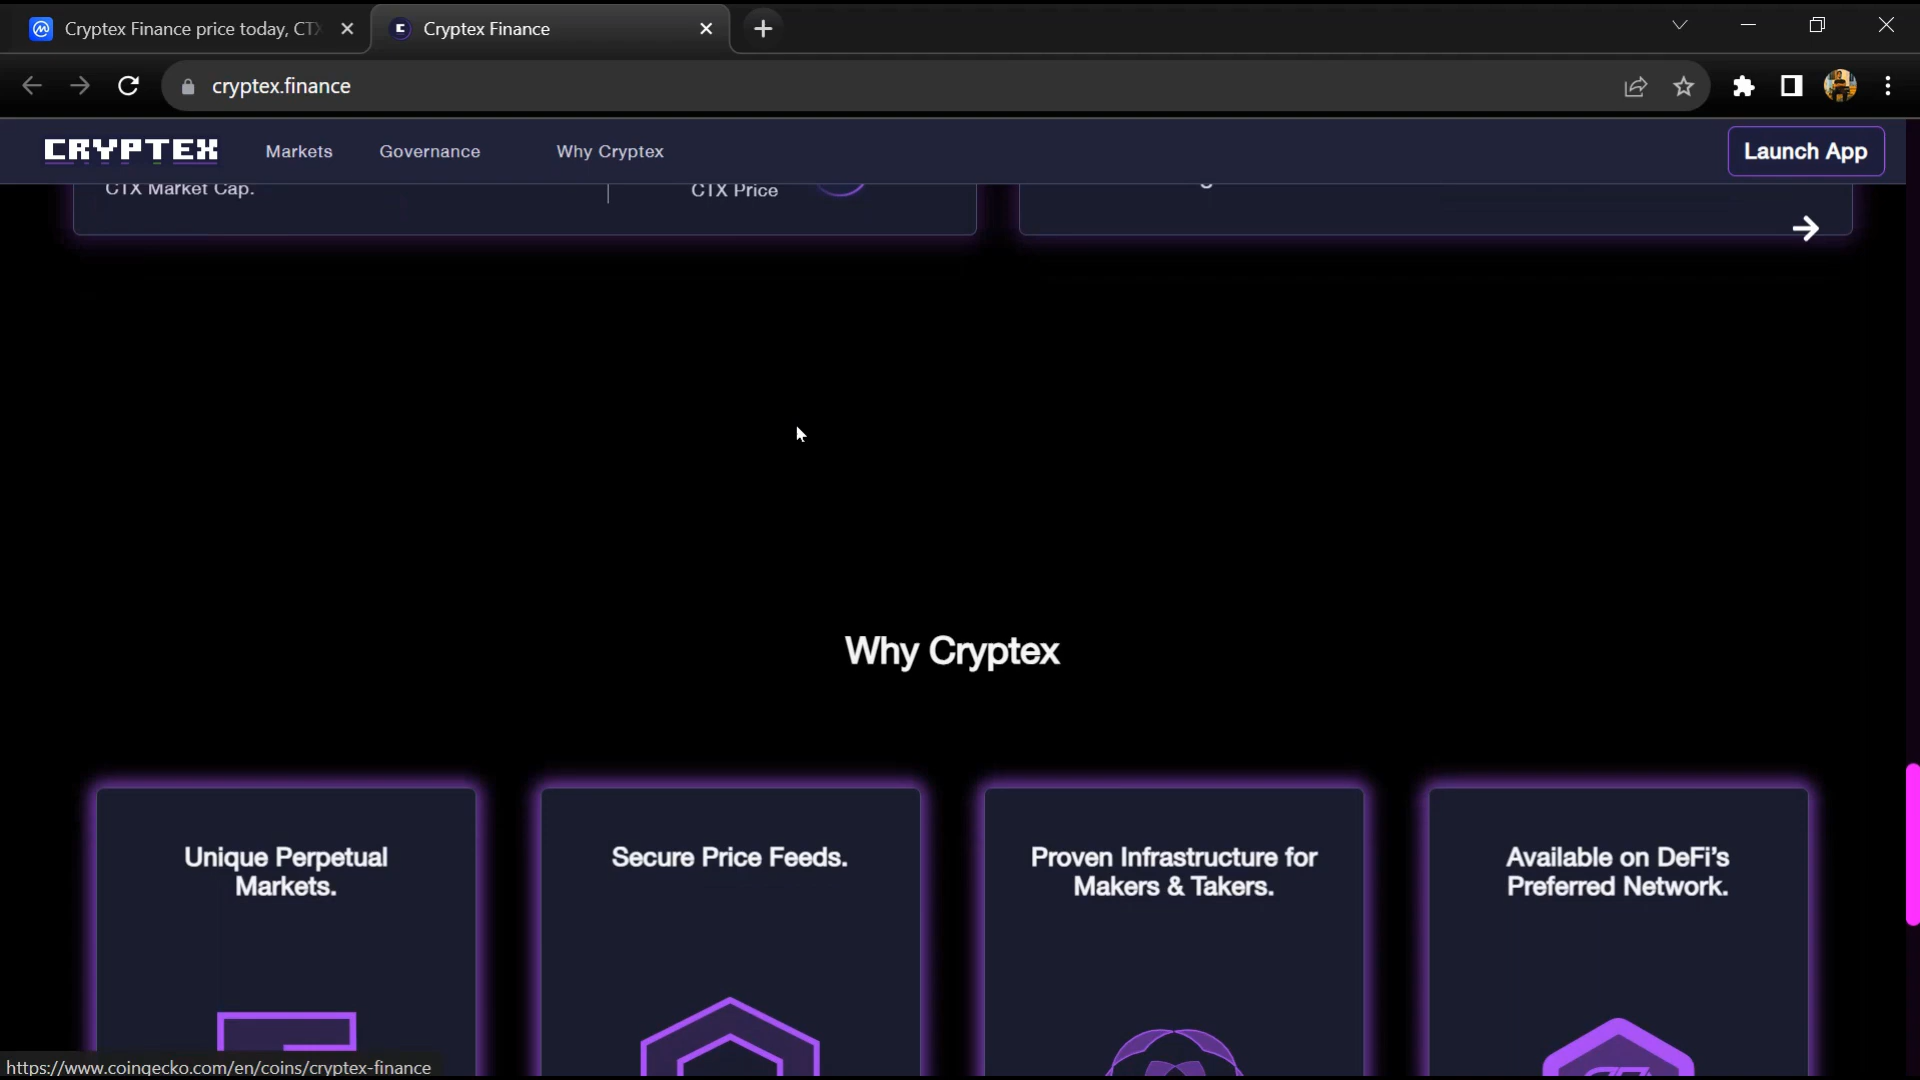 Cryptex Finance price today, CTX
Cryptex Finance
cryptex.finance
CRYPTEX
Markets
Governance
Why Cryptex
Launch App
CTX Market Cap.
CTX Price
Why Cryptex
Unique Perpetual
Markets.
Secure Price Feeds.
Proven Infrastructure for
Makers & Takers.
Available on DeFi’s
Preferred Network.
https://www.coingecko.com/en/coins/cryptex-finance